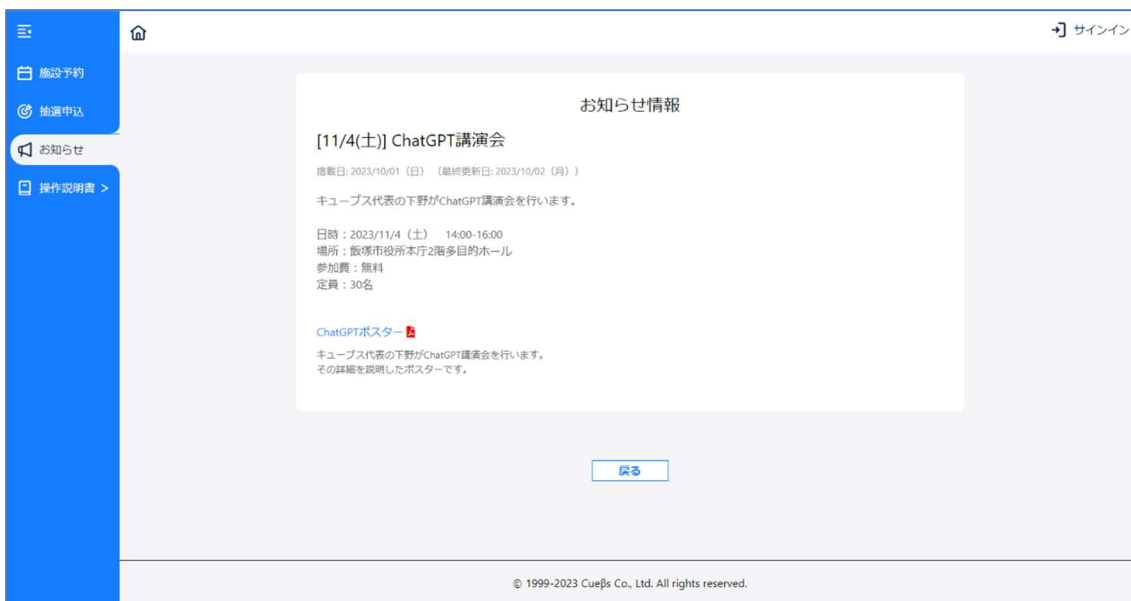 サインイン
施設予約
抽選申込
お知らせ
操作説明書 >
お知らせ情報
[11/4(土)] ChatGPT講演会
掲載日: 2023/10/01（日）（最終更新日: 2023/10/02（月））
キューブス代表の下野がChatGPT講演会を行います。
日時：2023/11/4（土）　14:00-16:00
場所：飯塚市役所本庁2階多目的ホール
参加費：無料
定員：30名
ChatGPTポスター
キューブス代表の下野がChatGPT講演会を行います。
その詳細を説明したポスターです。
戻る
© 1999-2023 Cueβs Co., Ltd. All rights reserved.